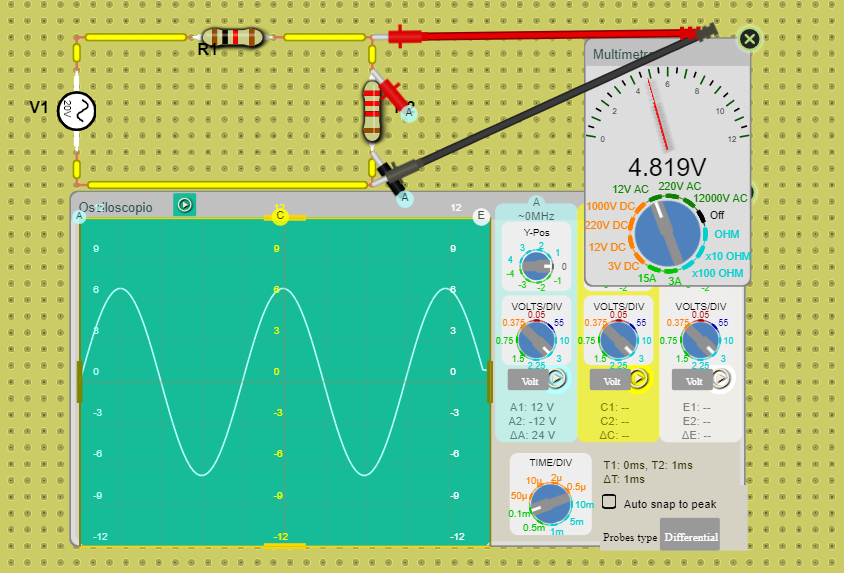 R1
V1
20V
A
A
Multímetr
0
2
4
6
8
10
12
4.819V
12V AC
220V AC
12000V AC
1000V DC
Off
220V DC
OHM
12V DC
x10 OHM
3V DC
x100 OHM
15A
3A
Osciloscopio
12
12
A
C
E
9
9
9
6
6
6
3
3
3
0
0
0
-3
-3
-3
-6
-6
-6
-9
-9
-9
-12
-12
-12
A
~0MHz
Y-Pos
3
2
1
4
0
-4
-1
-3
-2
VOLTS/DIV
VOLTS/DIV
VOLTS/DIV
0.05
0.05
0.05
0.375
55
0.375
55
0.375
55
0.75
10
0.75
10
0.75
10
1.5
3
1.5
3
1.5
3
2.25
2.25
2.25
Volt
Volt
Volt
A1: 12 V
C1: --
E1: --
A2: -12 V
C2: --
E2: --
ΔA: 24 V
ΔC: --
ΔE: --
TIME/DIV
2µ
10µ
0.5µ
50µ
10m
0.1m
5m
0.5m
1m
T1: 0ms, T2: 1ms
ΔT: 1ms
Auto snap to peak
Probes type
Differential